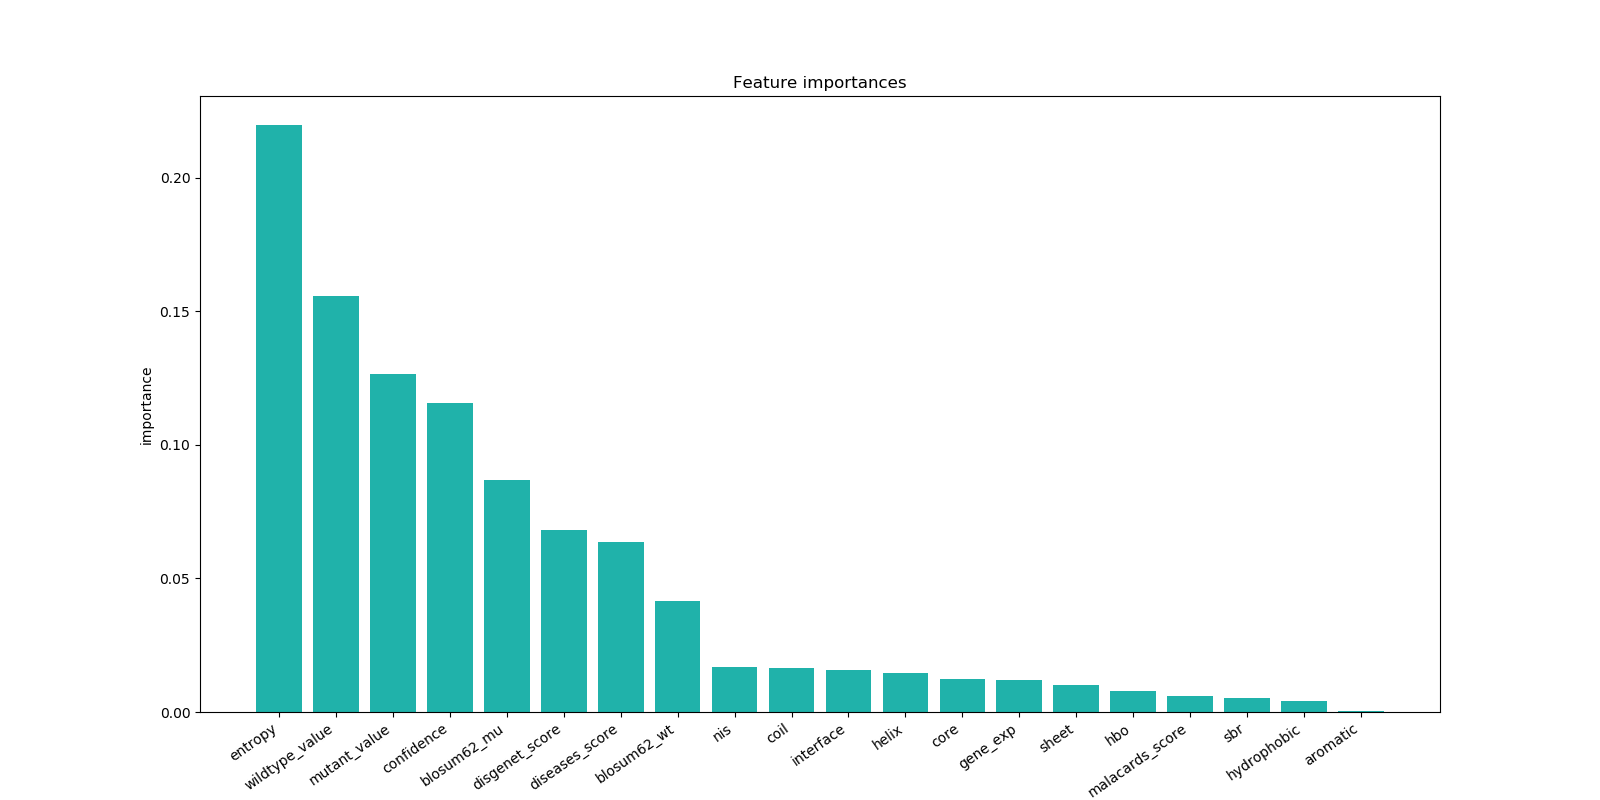 Feature importances
importance
0.20
0.15
0.10
0.05
0.00
entropy
wildtype_value
mutant_value
confidence
blosum62_mu
disgenet_score
diseases_score
blosum62_wt
nis
coil
interface
helix
core
gene_exp
sheet
hbo
malacards_score
sbr
hydrophobic
aromatic